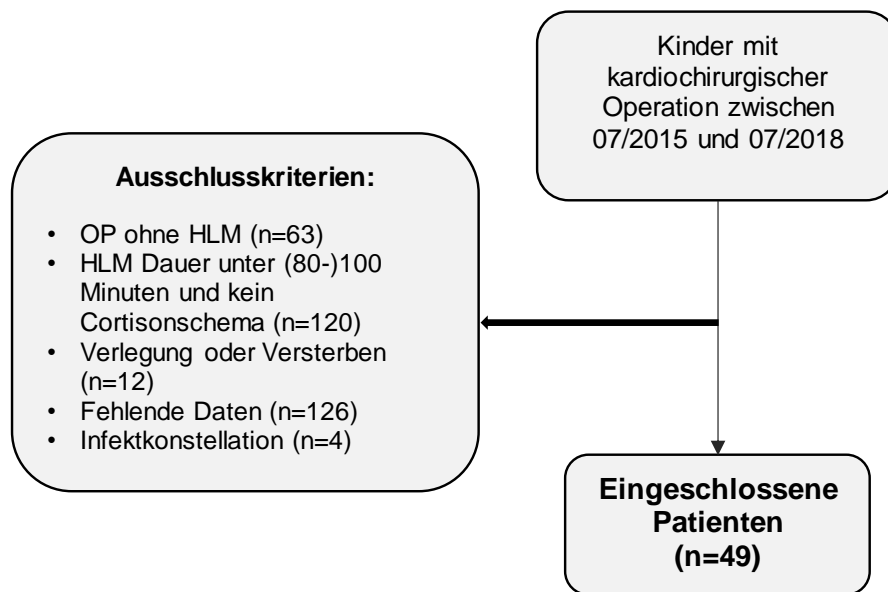 Kinder mit
kardiochirurgischer
Operation zwischen
07/2015 und 07/2018
Ausschlusskriterien:
• OP ohne HLM (n=63)
• HLM Dauer unter (80-)100
Minuten und kein
Cortisonschema (n=120)
• Verlegung oder Versterben
(n=12)
• Fehlende Daten (n=126)
• Infektkonstellation (n=4)
Eingeschlossene
Patienten
(n=49)